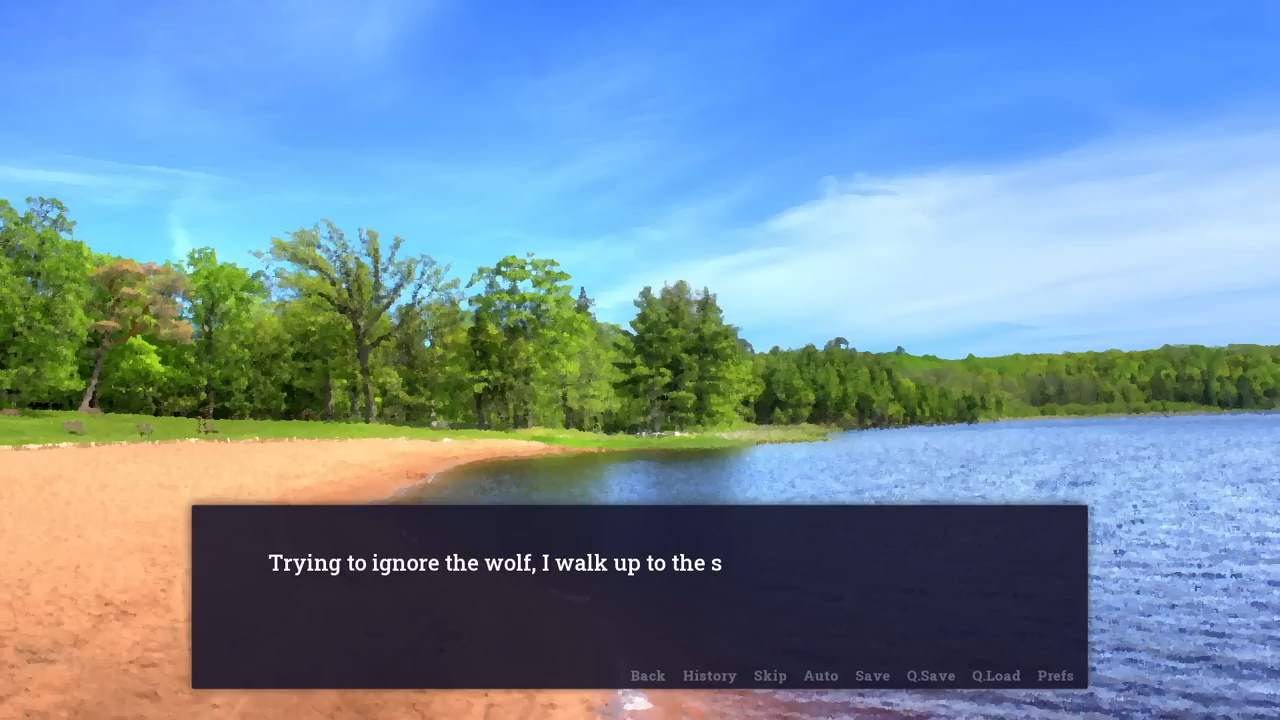 Trying to ignore the wolf, I walk up to the s
Back History Skip Auto Save Q.Save Q.Load Prefs